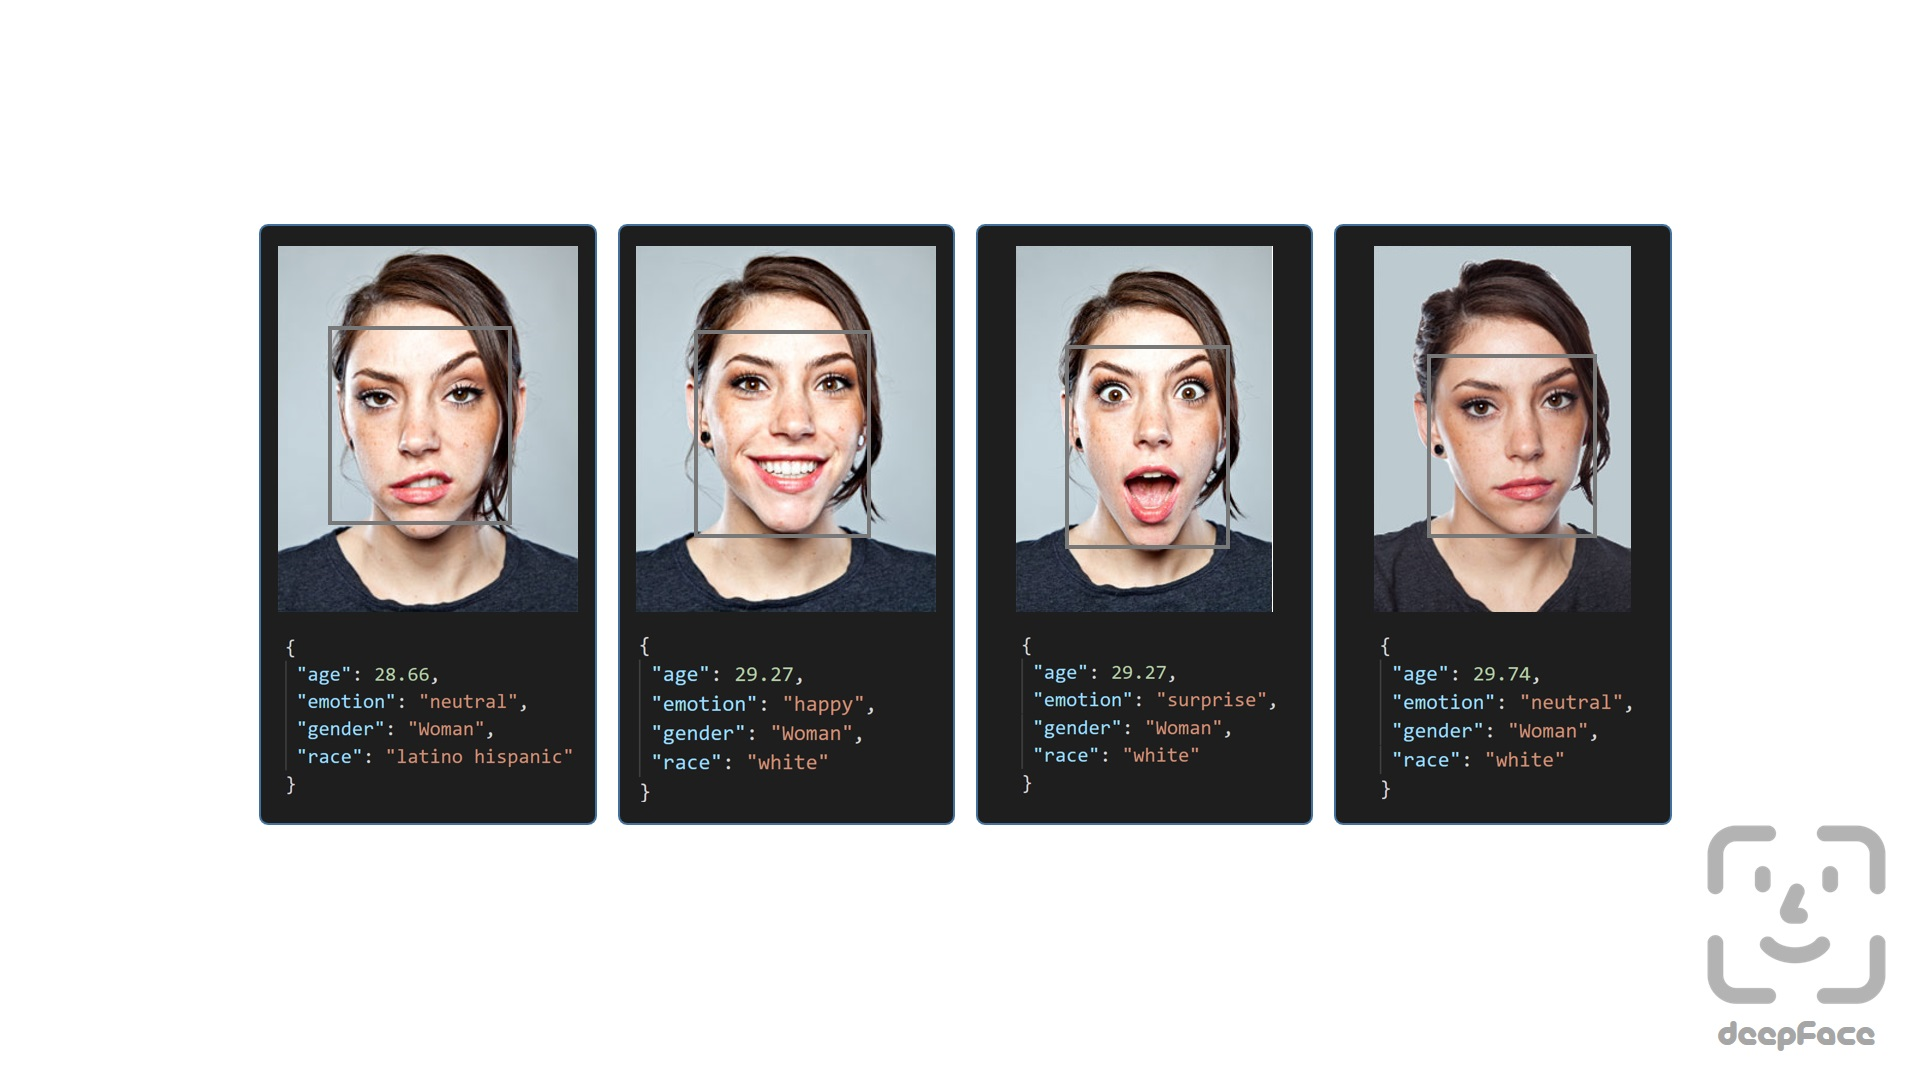 {
"age": 28.66,
"emotion": "neutral",
"gender": "Woman",
"race": "latino hispanic"
}
{
"age": 29.27,
"emotion": "happy",
"gender": "Woman",
"race": "white"
}
{
"age": 29.27,
"emotion": "surprise",
"gender": "Woman",
"race": "white"
}
{
"age": 29.74,
"emotion": "neutral",
"gender": "Woman",
"race": "white"
}
deepFace